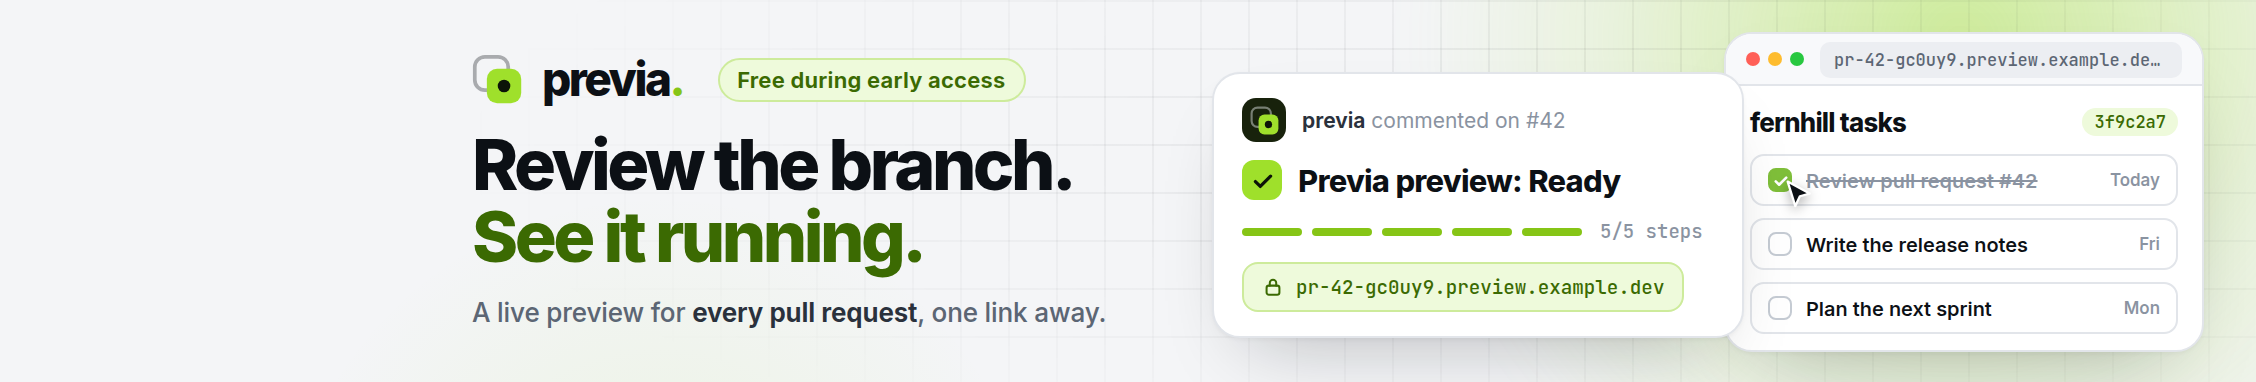 previa.
Free during early access
Review the branch.
See it running.
A live preview for every pull request, one link away.
previa commented on #42
Previa preview: Ready
5/5 steps
pr-42-gc0uy9.preview.example.dev
pr-42-gc0uy9.preview.example.de…
fernhill tasks
3f9c2a7
Review pull request #42
Today
Write the release notes
Fri
Plan the next sprint
Mon